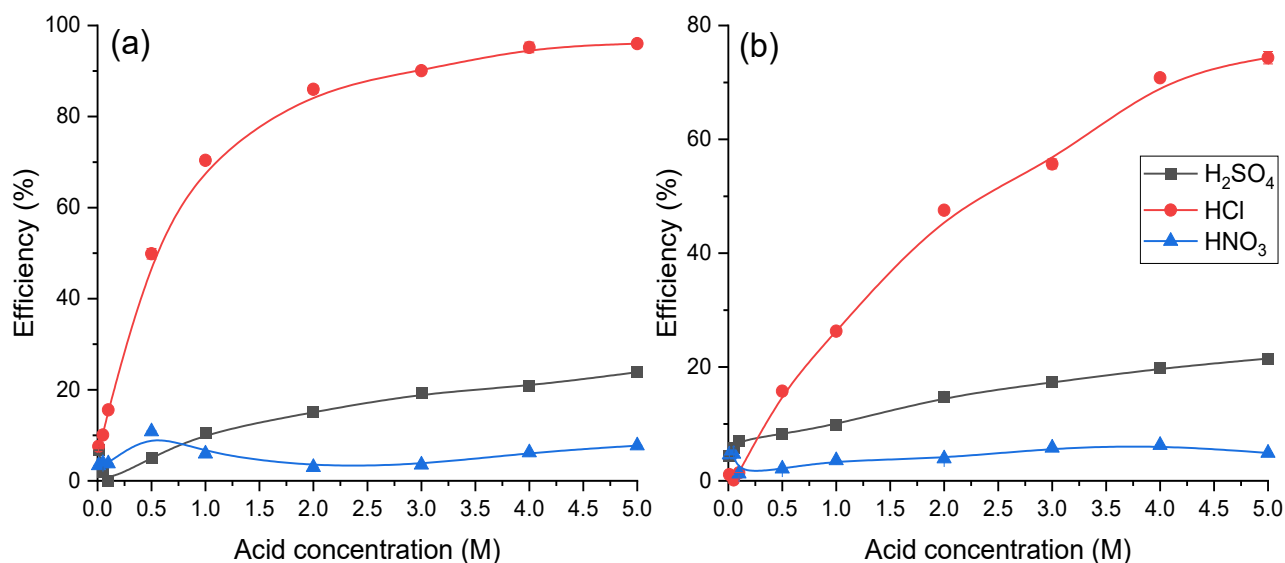 (a)
Efficiency (%)
100
80
60
40
20
0
0.0 0.5 1.0 1.5 2.0 2.5 3.0 3.5 4.0 4.5 5.0
Acid concentration (M)
(b)
Efficiency (%)
80
60
40
20
0
0.0 0.5 1.0 1.5 2.0 2.5 3.0 3.5 4.0 4.5 5.0
Acid concentration (M)
H₂SO₄
HCl
HNO₃